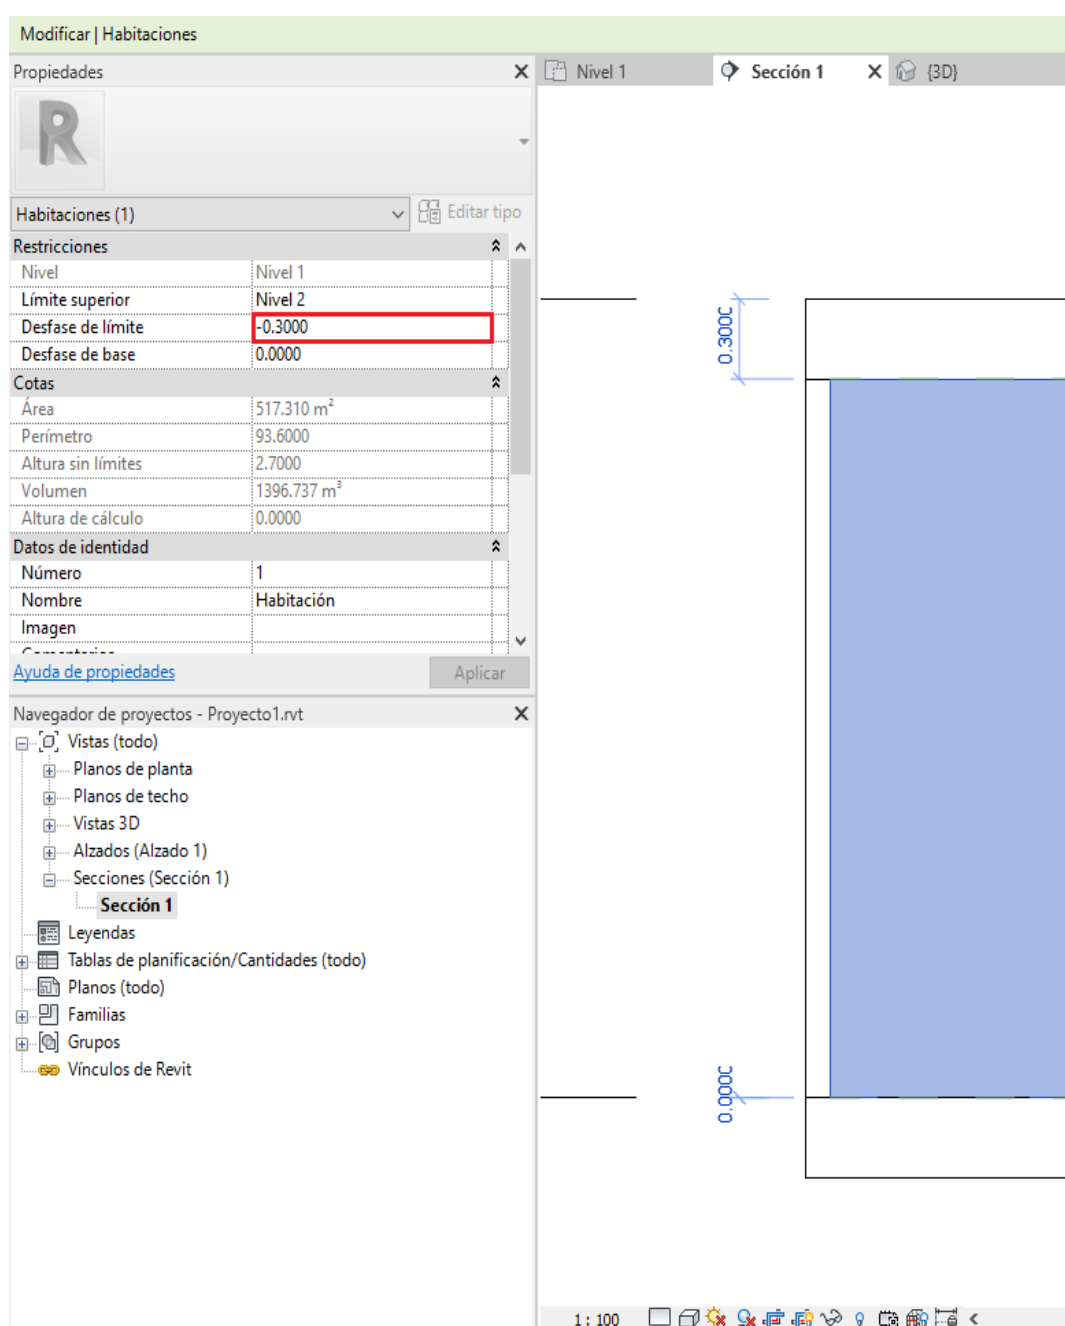 Modificar | Habitaciones
Propiedades
Habitaciones (1)
Editar tipo
Restricciones
Nivel Nivel 1
Límite superior Nivel 2
Desfase de límite -0.3000
Desfase de base 0.0000
Cotas
Área 517.310 m²
Perímetro 93.6000
Altura sin límites 2.7000
Volumen 1396.737 m³
Altura de cálculo 0.0000
Datos de identidad
Número 1
Nombre Habitación
Imagen
Ayuda de propiedades
Aplicar
Navegador de proyectos - Proyecto1.rvt
Vistas (todo)
Planos de planta
Planos de techo
Vistas 3D
Alzados (Alzado 1)
Secciones (Sección 1)
Sección 1
Leyendas
Tablas de planificación/Cantidades (todo)
Planos (todo)
Familias
Grupos
Vínculos de Revit
Nivel 1
Sección 1
{3D}
0.3000
0.0000
1 : 100